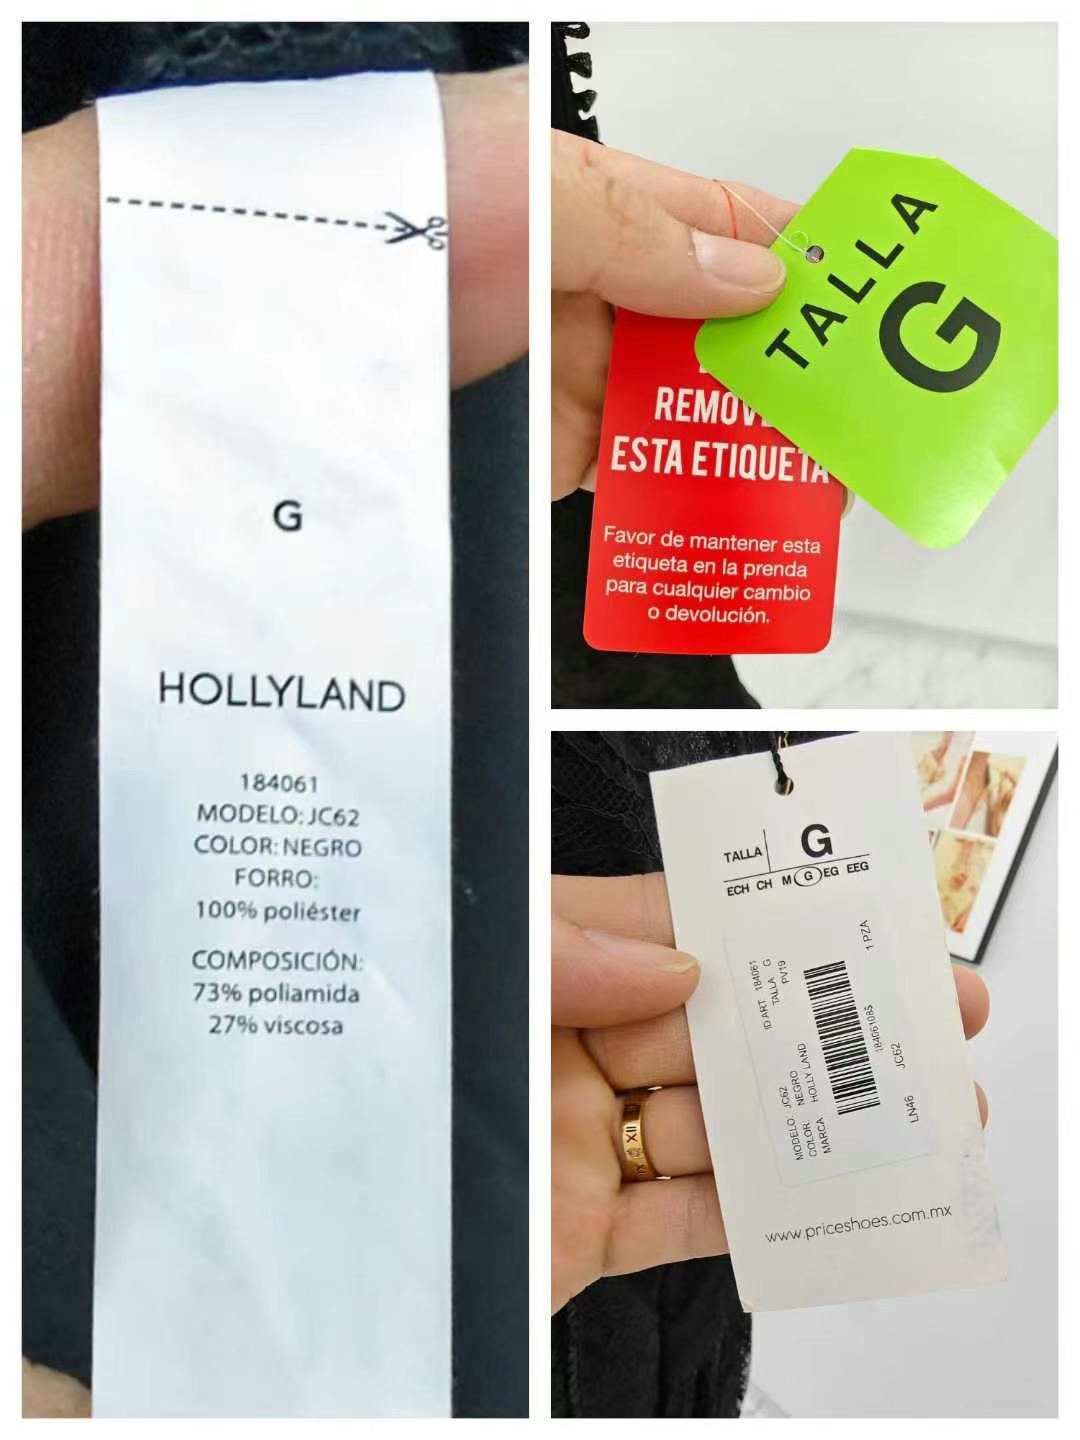 G
HOLLYLAND
184061
MODELO: JC62
COLOR: NEGRO
FORRO:
100% poliéster
COMPOSICIÓN:
73% poliamida
27% viscosa
TALLA
G
REMOV
ESTA ETIQUETA
Favor de mantener esta
etiqueta en la prenda
para cualquier cambio
o devolución.
TALLA G
ECH CH M G EG EEG
1 PZA
ID ART 184061
TALLA G
PV19
MODELO: JC62
COLOR: NEGRO
MARCA HOLLY LAND
18406108$
JC62
LN46
www.priceshoes.com.mx
XII